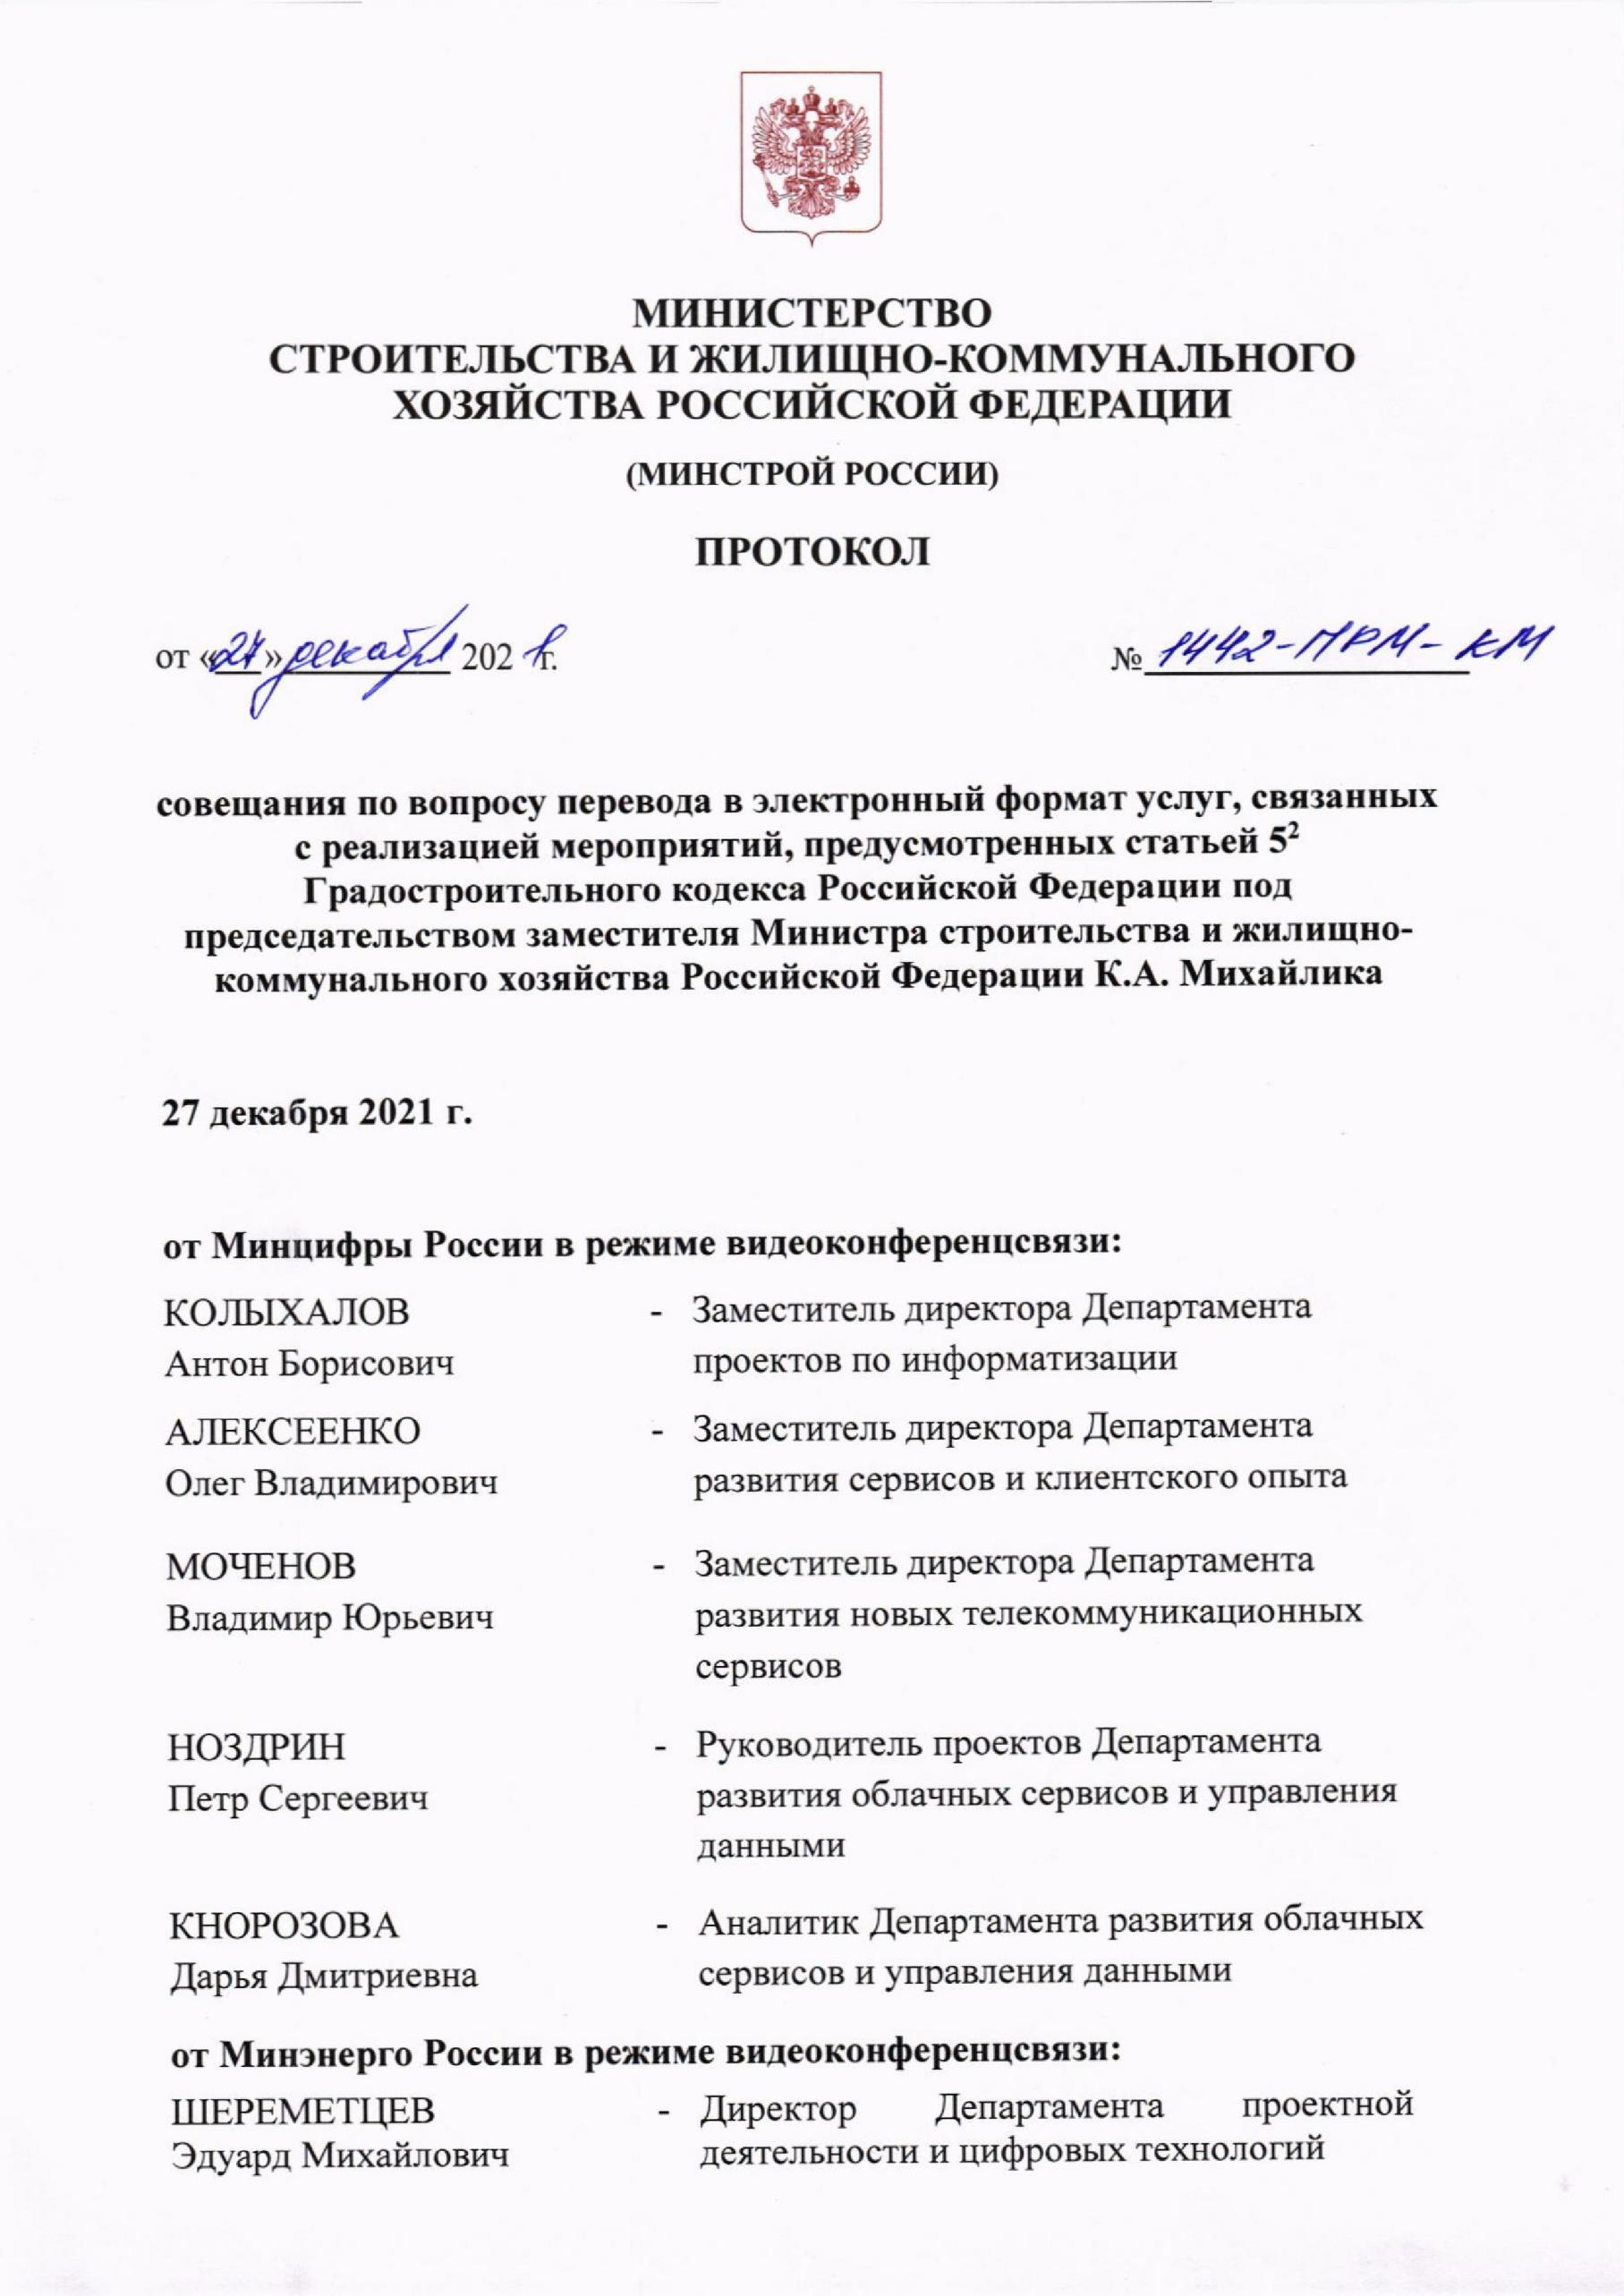 МИНИСТЕРСТВО
СТРОИТЕЛЬСТВА И ЖИЛИЩНО-КОММУНАЛЬНОГО
ХОЗЯЙСТВА РОССИЙСКОЙ ФЕДЕРАЦИИ
(МИНСТРОЙ РОССИИ)
ПРОТОКОЛ
от «27» декабря 2021 г. № 1442-ПРМ-КМ
совещания по вопросу перевода в электронный формат услуг, связанных
с реализацией мероприятий, предусмотренных статьей 5²
Градостроительного кодекса Российской Федерации под
председательством заместителя Министра строительства и жилищно-
коммунального хозяйства Российской Федерации К.А. Михайлика
27 декабря 2021 г.
от Минцифры России в режиме видеоконференцсвязи:
КОЛЫХАЛОВ - Заместитель директора Департамента
Антон Борисович проектов по информатизации
АЛЕКСЕЕНКО - Заместитель директора Департамента
Олег Владимирович развития сервисов и клиентского опыта
МОЧЕНОВ - Заместитель директора Департамента
Владимир Юрьевич развития новых телекоммуникационных
сервисов
НОЗДРИН - Руководитель проектов Департамента
Петр Сергеевич развития облачных сервисов и управления
данными
КНОРОЗОВА - Аналитик Департамента развития облачных
Дарья Дмитриевна сервисов и управления данными
от Минэнерго России в режиме видеоконференцсвязи:
ШЕРЕМЕТЦЕВ - Директор Департамента проектной
Эдуард Михайлович деятельности и цифровых технологий